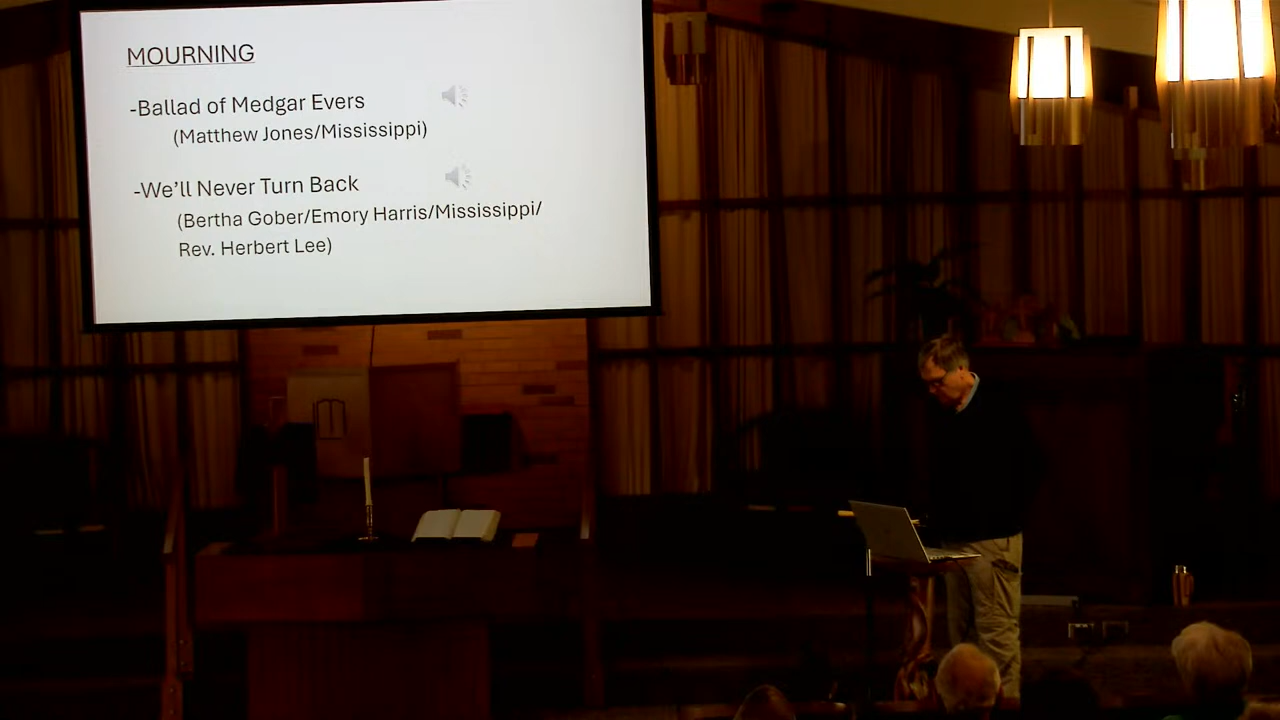 MOURNING
-Ballad of Medgar Evers
(Matthew Jones/Mississippi)
-We’ll Never Turn Back
(Bertha Gober/Emory Harris/Mississippi/
Rev. Herbert Lee)